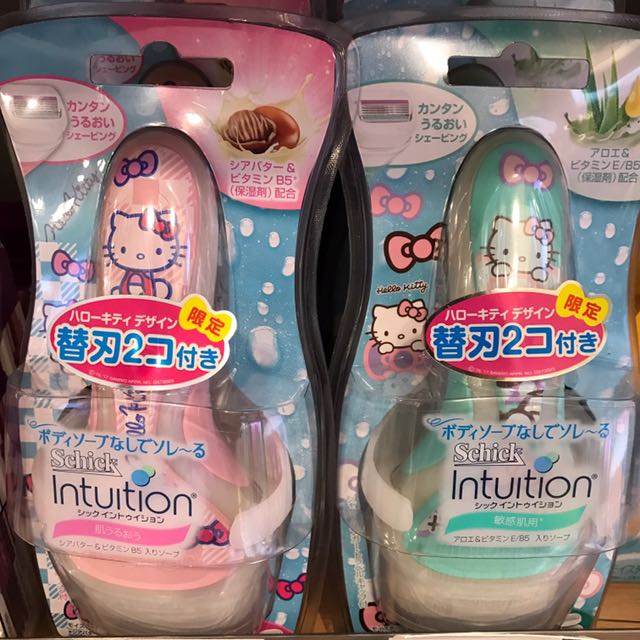 カンタン
うるおい
シェービング
シアバター&
ビタミン B5*
(保湿剤)配合
Hello Kitty
ハローキティ デザイン
限定
替刃2コ付き
ボディソープなしでソレ~る
Schick
Intuition®
シック イントゥイション
肌うるおう
シアバター&ビタミン B5 入りソープ
カンタン
うるおい
シェービング
アロエ&
ビタミンE/B5
(保湿剤)配合
Hello Kitty
ハローキティ デザイン
限定
替刃2コ付き
ボディソープなしでソレ~る
Schick
Intuition®
シック イントゥイション
敏感肌用*
アロエ&ビタミンE/B5 入りソープ